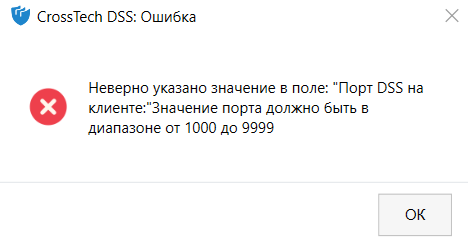 CrossTech DSS: Ошибка
Неверно указано значение в поле: "Порт DSS на
клиенте:"Значение порта должно быть в
диапазоне от 1000 до 9999
ОК